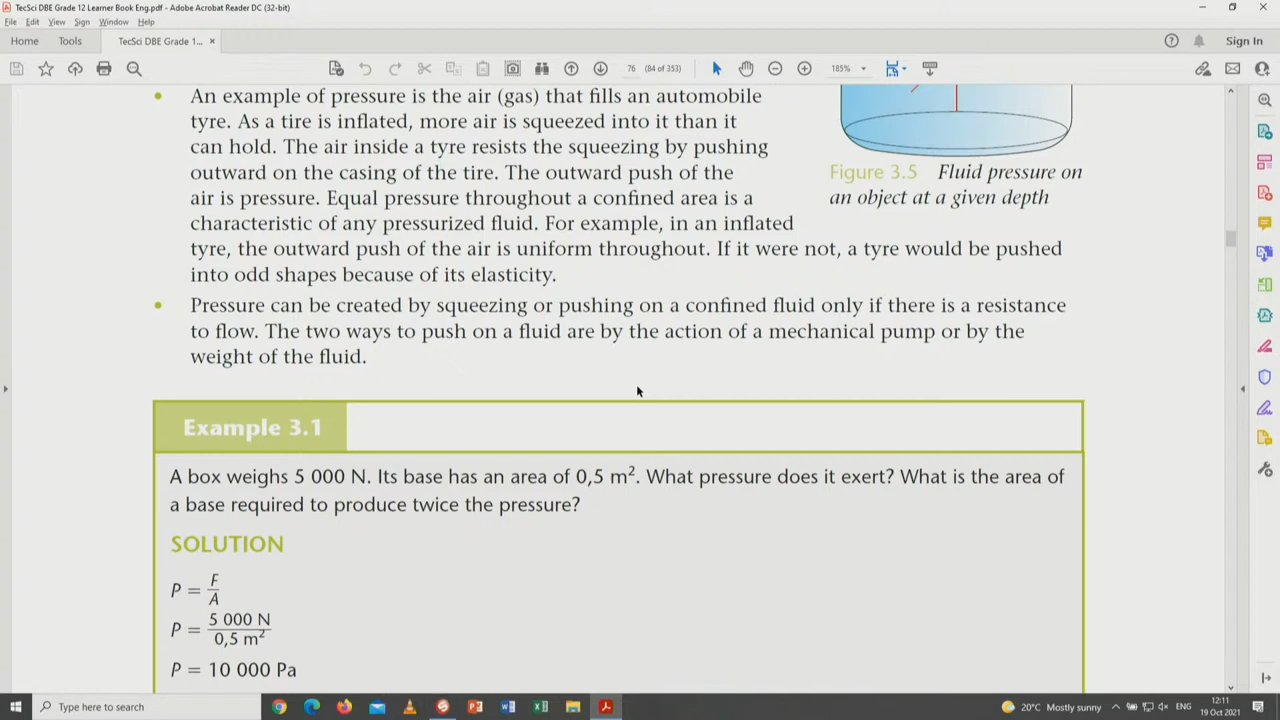 TecSci DBE Grade 12 Learner Book Eng.pdf - Adobe Acrobat Reader DC (32-bit)
File Edit View Sign Window Help
Home Tools TecSci DBE Grade 1... × Sign In
76 (84 of 353) 185%
An example of pressure is the air (gas) that fills an automobile
tyre. As a tire is inflated, more air is squeezed into it than it
can hold. The air inside a tyre resists the squeezing by pushing
outward on the casing of the tire. The outward push of the
air is pressure. Equal pressure throughout a confined area is a
characteristic of any pressurized fluid. For example, in an inflated
tyre, the outward push of the air is uniform throughout. If it were not, a tyre would be pushed
into odd shapes because of its elasticity.
Figure 3.5 Fluid pressure on
an object at a given depth
Pressure can be created by squeezing or pushing on a confined fluid only if there is a resistance
to flow. The two ways to push on a fluid are by the action of a mechanical pump or by the
weight of the fluid.
Example 3.1
A box weighs 5 000 N. Its base has an area of 0,5 m². What pressure does it exert? What is the area of
a base required to produce twice the pressure?
SOLUTION
P = F/A
P = 5 000 N/0,5 m²
P = 10 000 Pa
Type here to search
20°C Mostly sunny ENG 12:11
19 Oct 2021